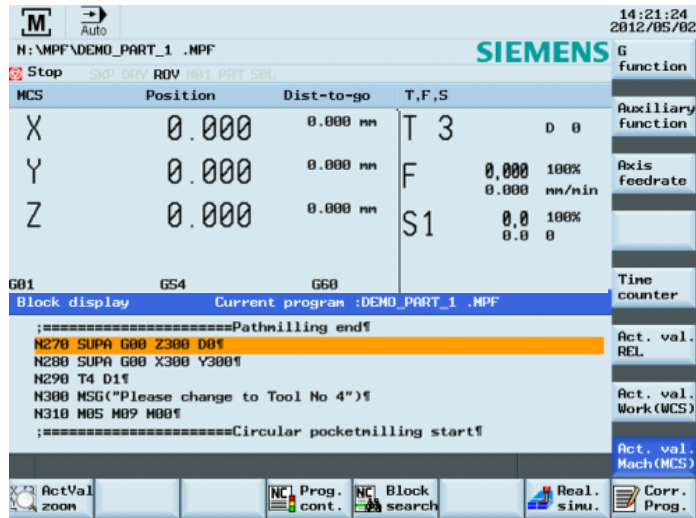 M
Auto
14:21:24
2012/05/02
N:\MPF\DEMO_PART_1 .MPF
SIEMENS
Stop SKP DRY ROV M01 PRT SBL
G
function
MCS Position Dist-to-go T,F,S
X 0.000 0.000 mm T 3 D 0
Auxiliary
function
Y 0.000 0.000 mm F 0,000 100%
0.000 mm/min
Axis
feedrate
Z 0.000 0.000 mm S1 0,0 100%
0.0 0
G01 G54 G60
Time
counter
Block display Current program :DEMO_PART_1 .MPF
;======================Pathmilling end¶
N270 SUPA G00 Z300 D0¶
N280 SUPA G00 X300 Y300¶
N290 T4 D1¶
N300 MSG("Please change to Tool No 4")¶
N310 M05 M09 M00¶
;======================Circular pocketmilling start¶
Act. val.
REL
Act. val.
Work(WCS)
Act. val.
Mach(MCS)
ActVal
zoom
NC Prog.
cont.
NC Block
search
Real.
simu.
Corr.
Prog.